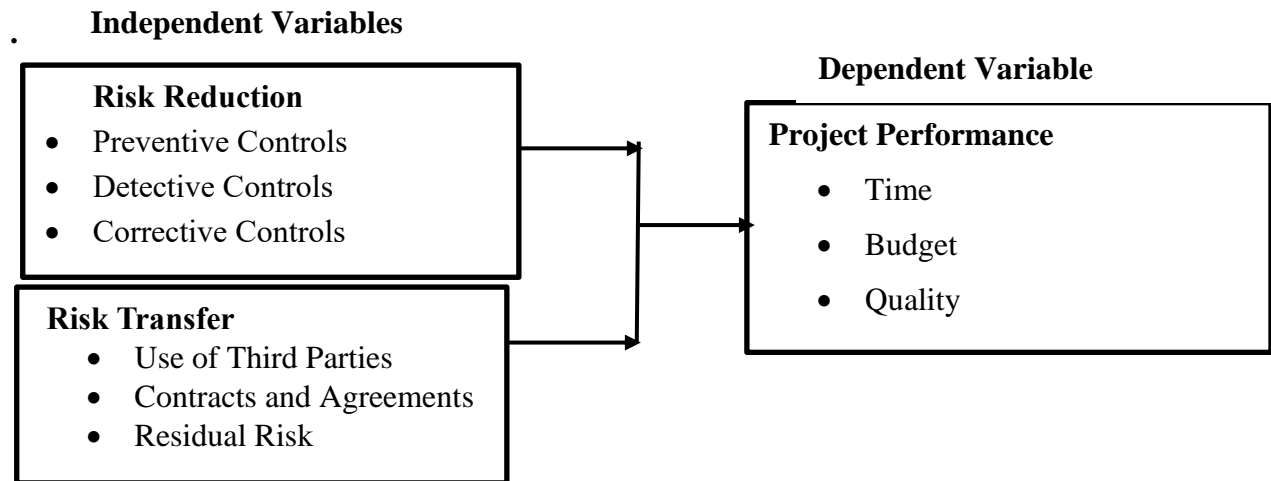 Independent Variables
.
Risk Reduction
• Preventive Controls
• Detective Controls
• Corrective Controls
Risk Transfer
• Use of Third Parties
• Contracts and Agreements
• Residual Risk
Dependent Variable
Project Performance
• Time
• Budget
• Quality